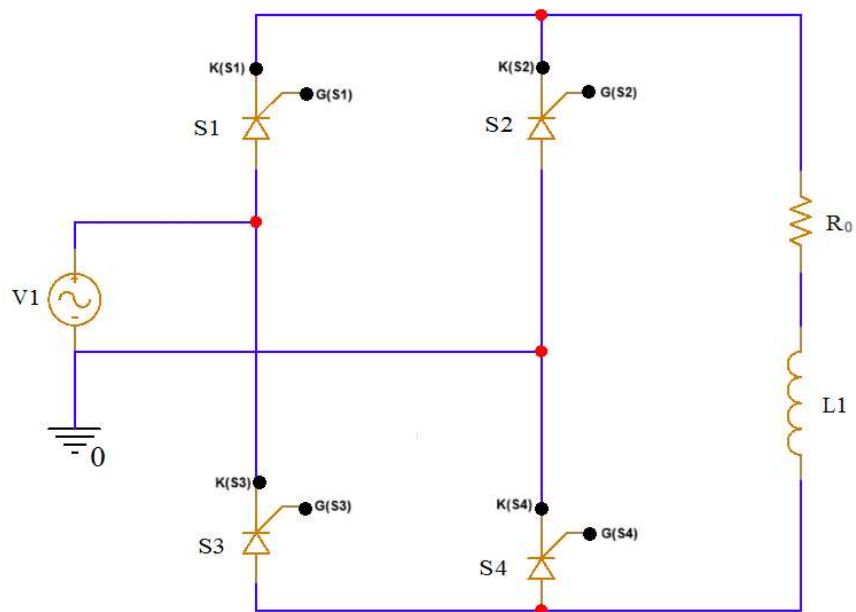 K(S1)
K(S2)
G(S1)
G(S2)
S1
S2
R₀
+
V1
-
L1
0
K(S3)
K(S4)
G(S3)
G(S4)
S3
S4